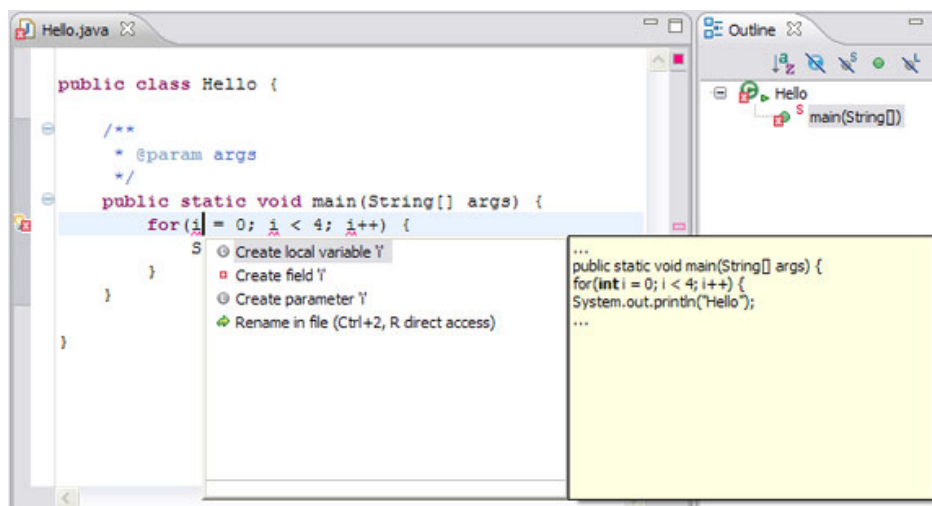 Hello.java
public class Hello {
/**
* @param args
*/
public static void main(String[] args) {
for(i = 0; i < 4; i++) {
S
}
}
}
Create local variable 'i'
Create field 'i'
Create parameter 'i'
Rename in file (Ctrl+2, R direct access)
...
public static void main(String[] args) {
for(int i = 0; i < 4; i++) {
System.out.println("Hello");
...
Outline
Hello
S main(String[])